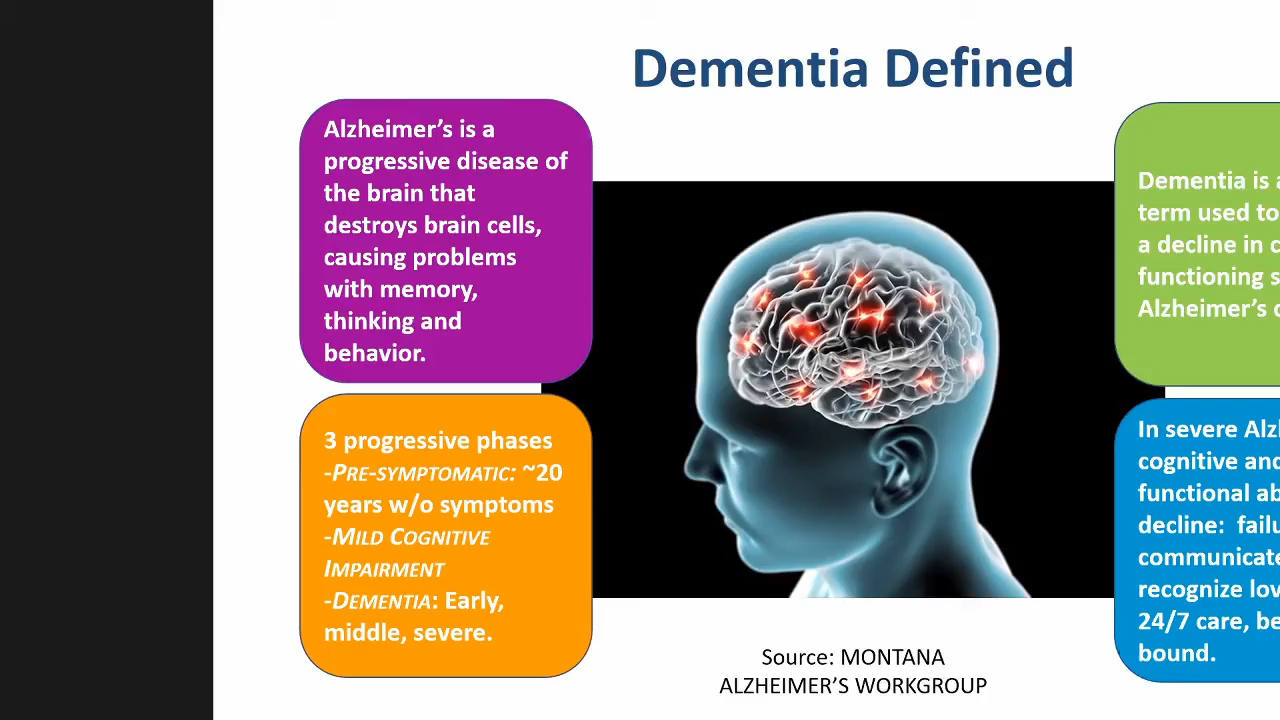 Dementia Defined
Alzheimer's is a
progressive disease of
the brain that
destroys brain cells,
causing problems
with memory,
thinking and
behavior.
3 progressive phases
-PRE-SYMPTOMATIC: ~20
years w/o symptoms
-MILD COGNITIVE
IMPAIRMENT
-DEMENTIA: Early,
middle, severe.
Dementia is a
term used to
a decline in
functioning
Alzheimer's
In severe
cognitive and
functional
decline:
communicate
recognize
24/7 care,
bound.
Source: MONTANA
ALZHEIMER'S WORKGROUP